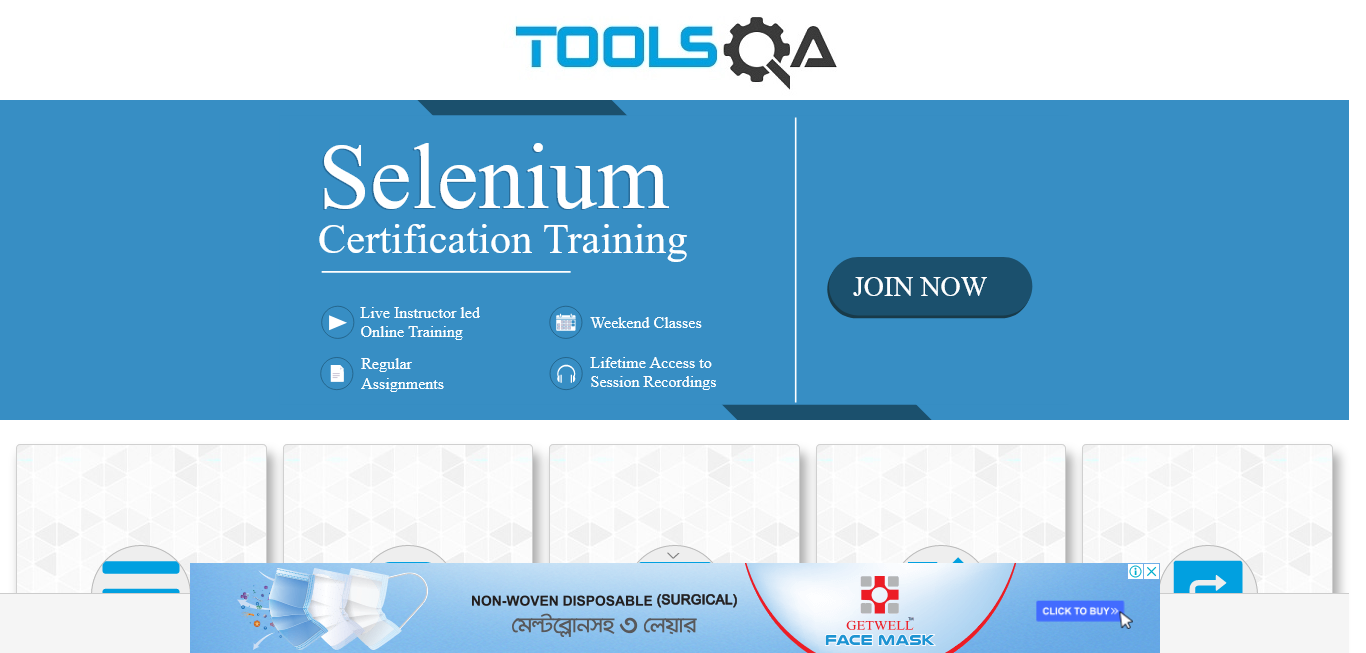 TOOLSQA
Selenium
Certification Training
Live Instructor led
Online Training
Weekend Classes
Regular
Assignments
Lifetime Access to
Session Recordings
JOIN NOW
NON-WOVEN DISPOSABLE (SURGICAL)
মেল্টব্লোনসহ ৩ লেয়ার
GETWELL
FACE MASK
CLICK TO BUY